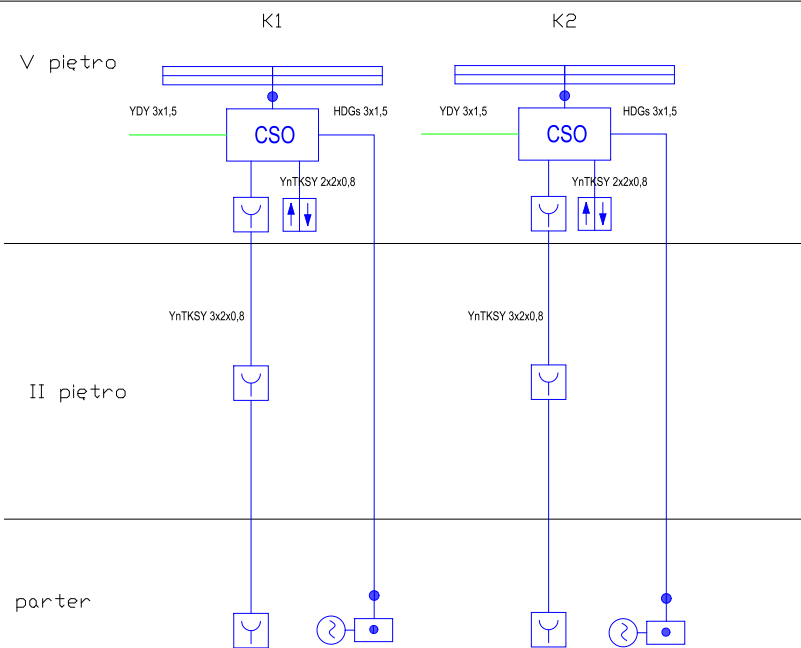 K1 K2
V piętro
YDY 3x1,5 HDGs 3x1,5 YDY 3x1,5 HDGs 3x1,5
CSO CSO
YnTKSY 2x2x0,8 YnTKSY 2x2x0,8
YnTKSY 3x2x0,8 YnTKSY 3x2x0,8
II piętro
parter